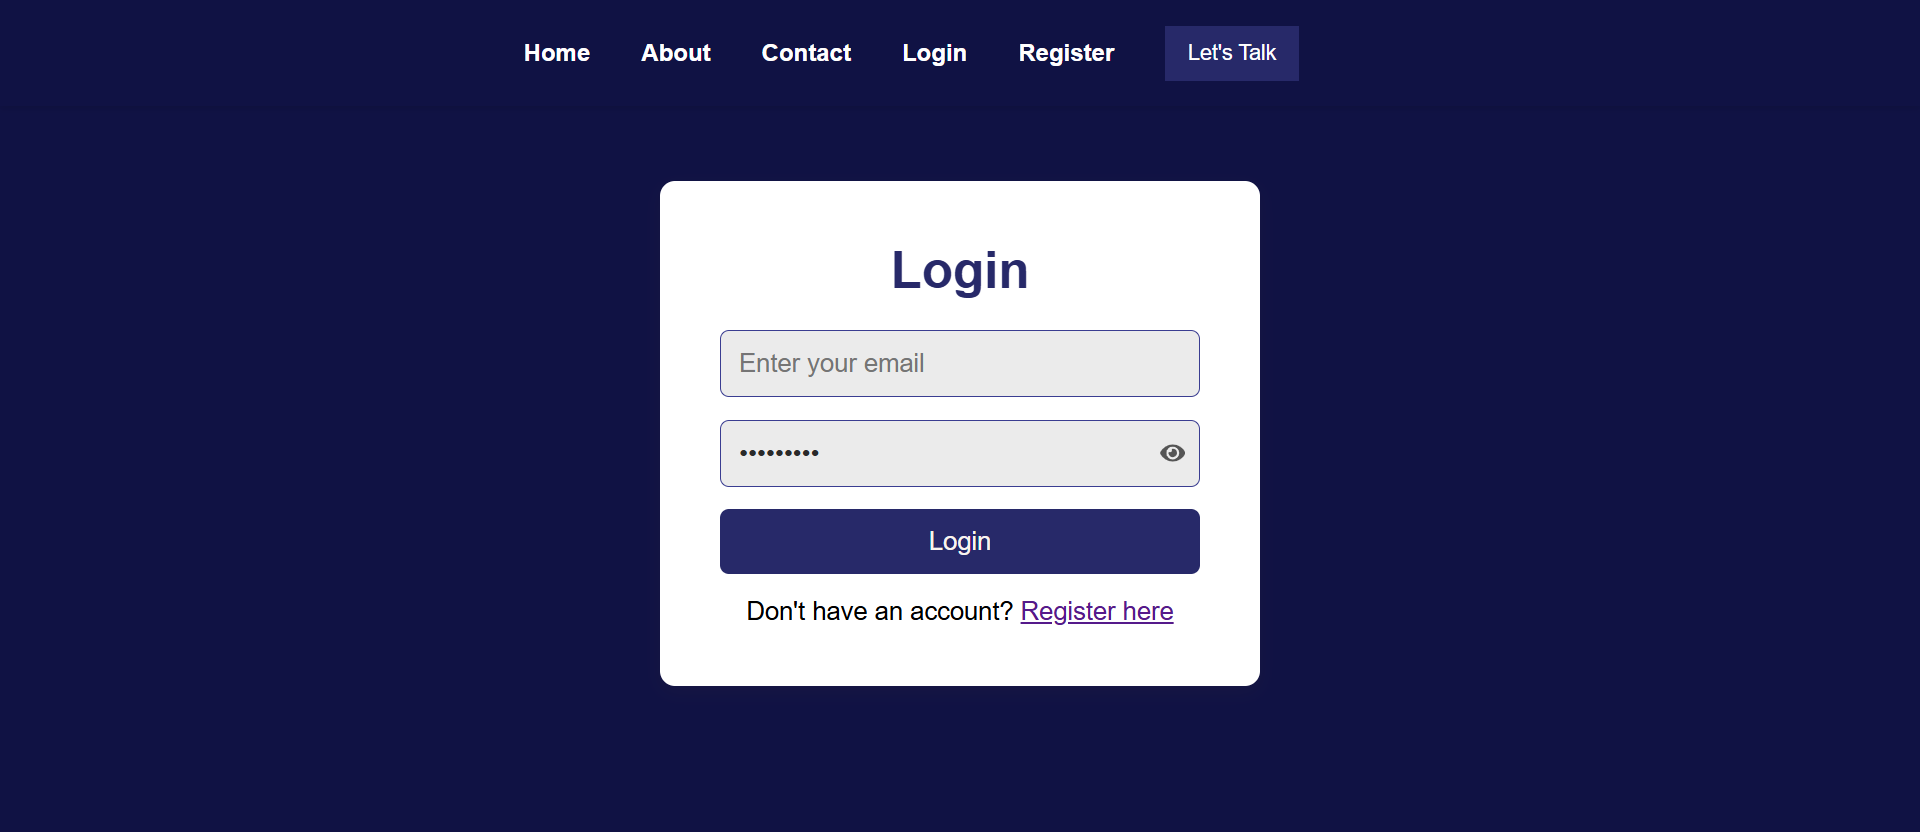 Home About Contact Login Register Let's Talk
Login
Enter your email
•••••••••
Login
Don't have an account? Register here